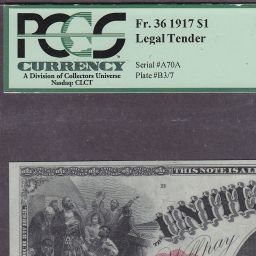 PCGS
CURRENCY
A Division of Collectors Universe
Nasdaq: CLCT
Fr. 36 1917 $1
Legal Tender
Serial #A70A
Plate #B3/7
THIS NOTE IS A L
UNI